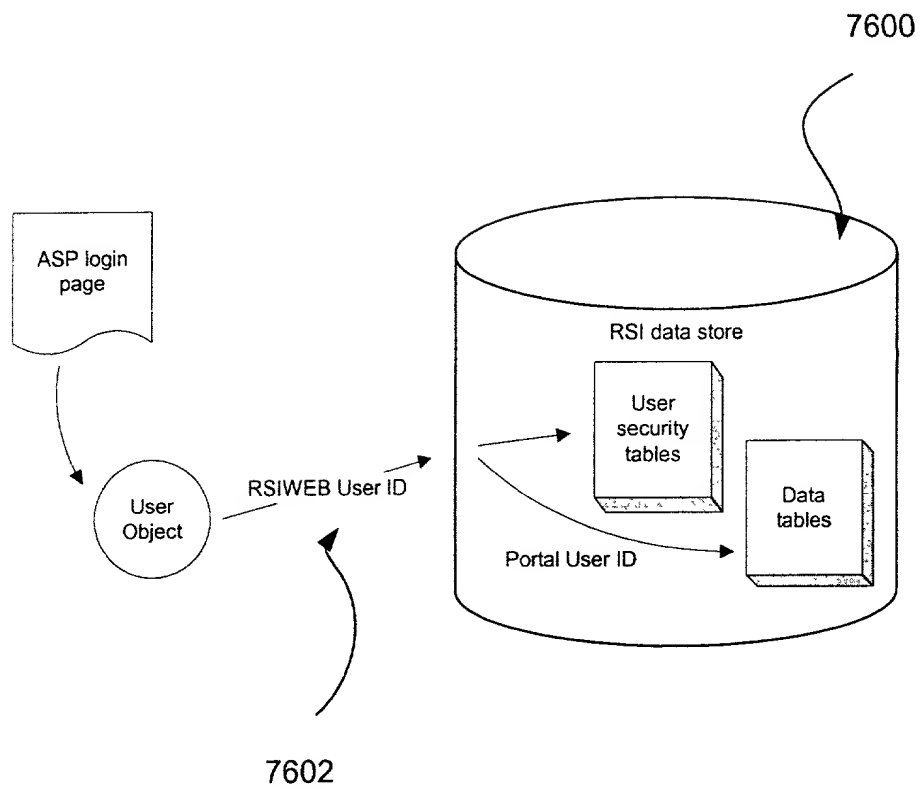 7600
ASP login
page
RSI data store
User
security
tables
RSIWEB User ID
User
Object
Data
tables
Portal User ID
7602